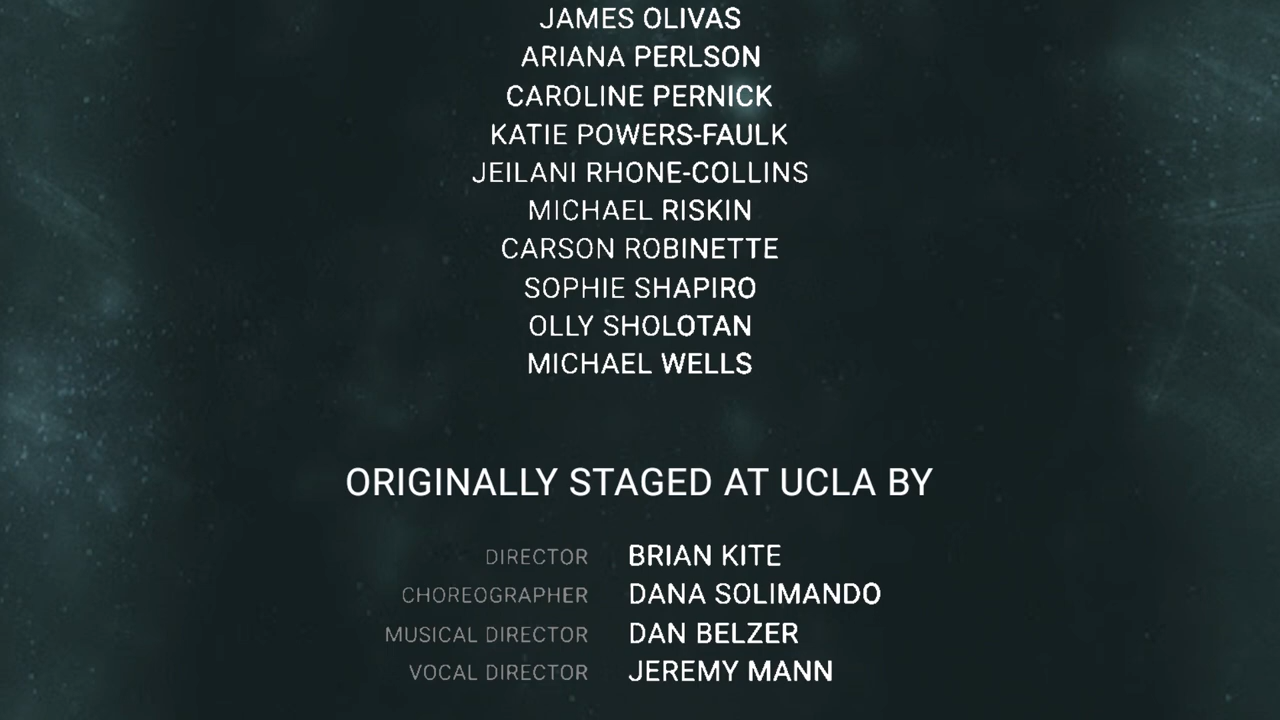 JAMES OLIVAS
ARIANA PERLSON
CAROLINE PERNICK
KATIE POWERS-FAULK
JEILANI RHONE-COLLINS
MICHAEL RISKIN
CARSON ROBINETTE
SOPHIE SHAPIRO
OLLY SHOLOTAN
MICHAEL WELLS
ORIGINALLY STAGED AT UCLA BY
DIRECTOR BRIAN KITE
CHOREOGRAPHER DANA SOLIMANDO
MUSICAL DIRECTOR DAN BELZER
VOCAL DIRECTOR JEREMY MANN